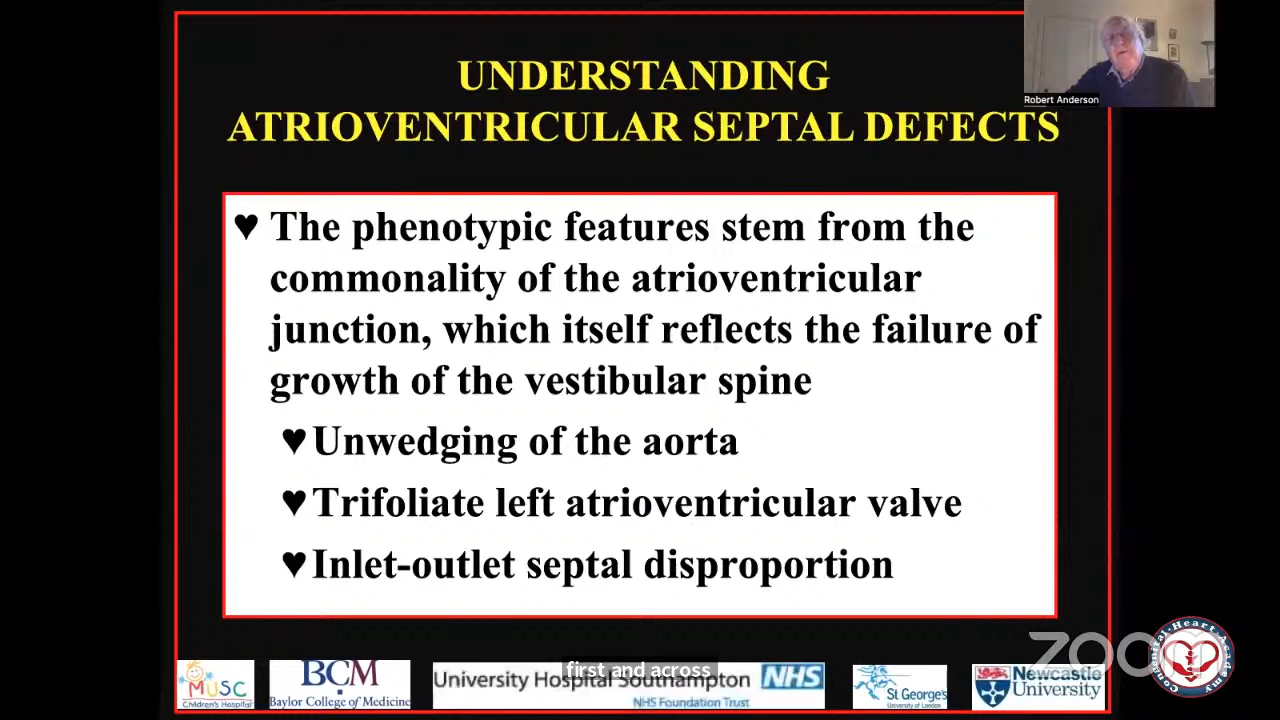 UNDERSTANDING
ATRIOVENTRICULAR SEPTAL DEFECTS
Robert Anderson
♥ The phenotypic features stem from the
commonality of the atrioventricular
junction, which itself reflects the failure of
growth of the vestibular spine
♥Unwedging of the aorta
♥Trifoliate left atrioventricular valve
♥Inlet-outlet septal disproportion
MUSC
Children's Hospital
BCM
Baylor College of Medicine
University Hospital Southampton
NHS
NHS Foundation Trust
first and across
St George's
University of London
Newcastle
University
zoom
Congenital·Heart·Academy